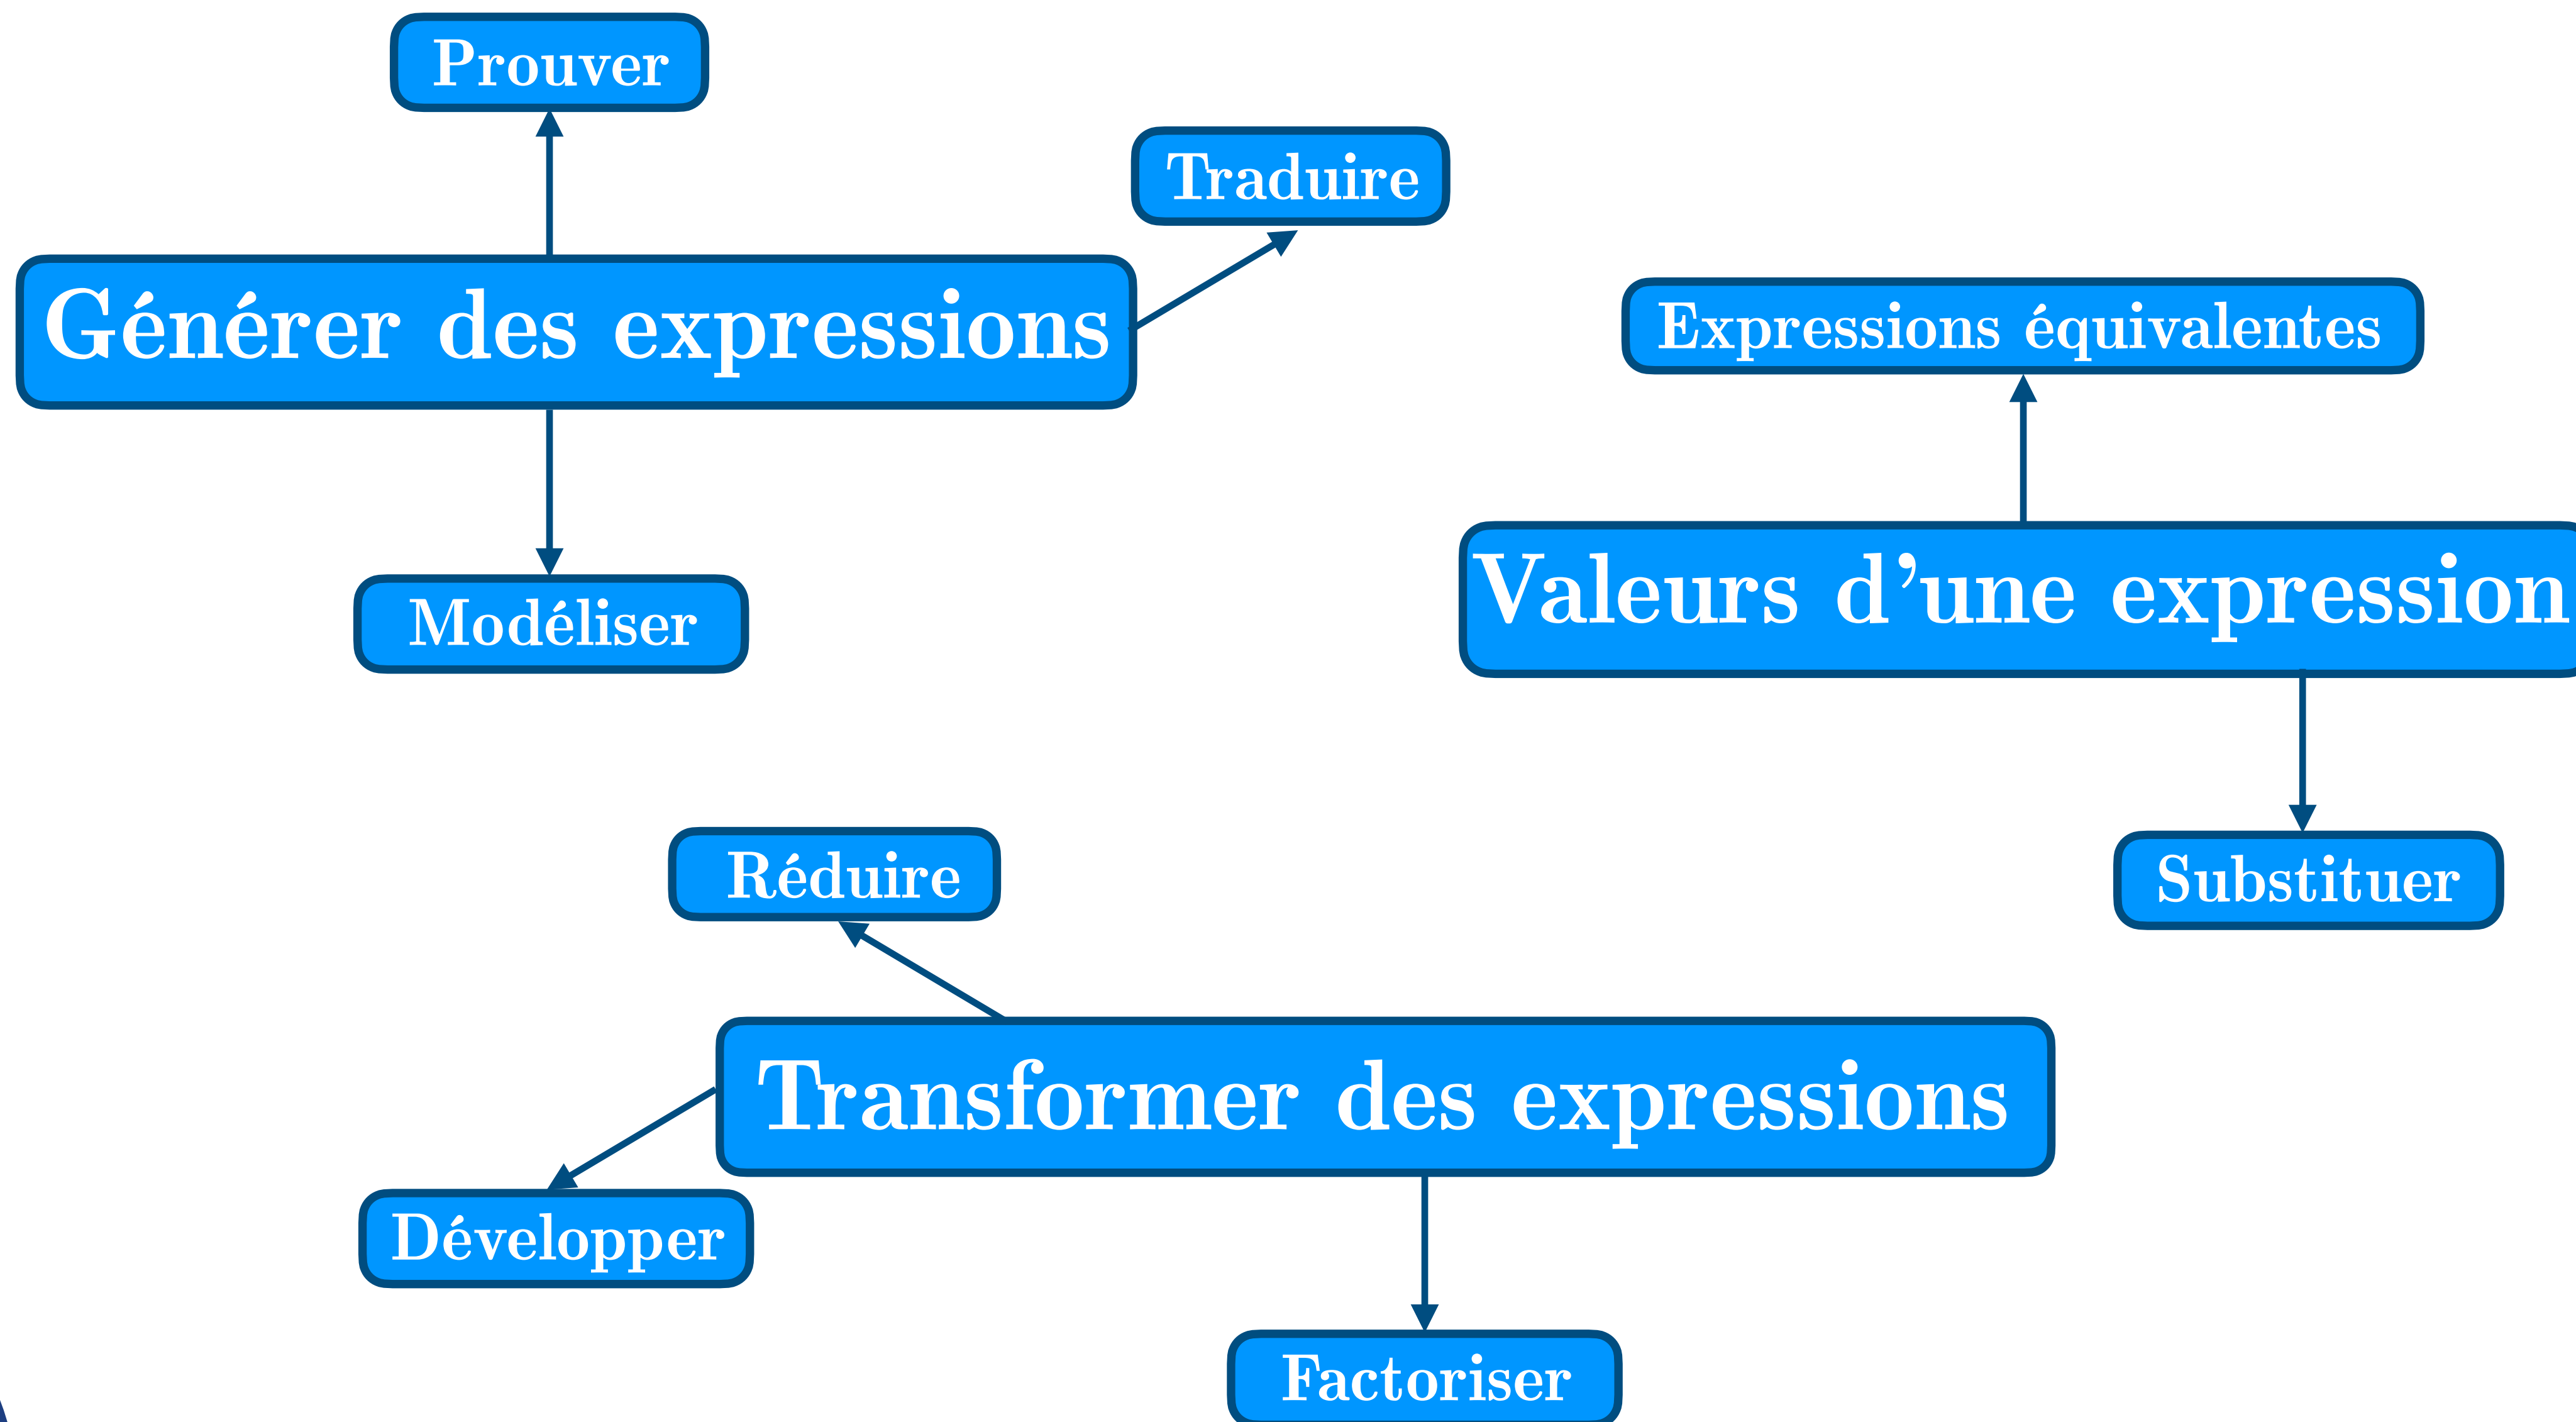 Prouver
Traduire
Générer des expressions
Expressions équivalentes
Modéliser
Valeurs d’une expression
Réduire
Substituer
Transformer des expressions
Développer
Factoriser